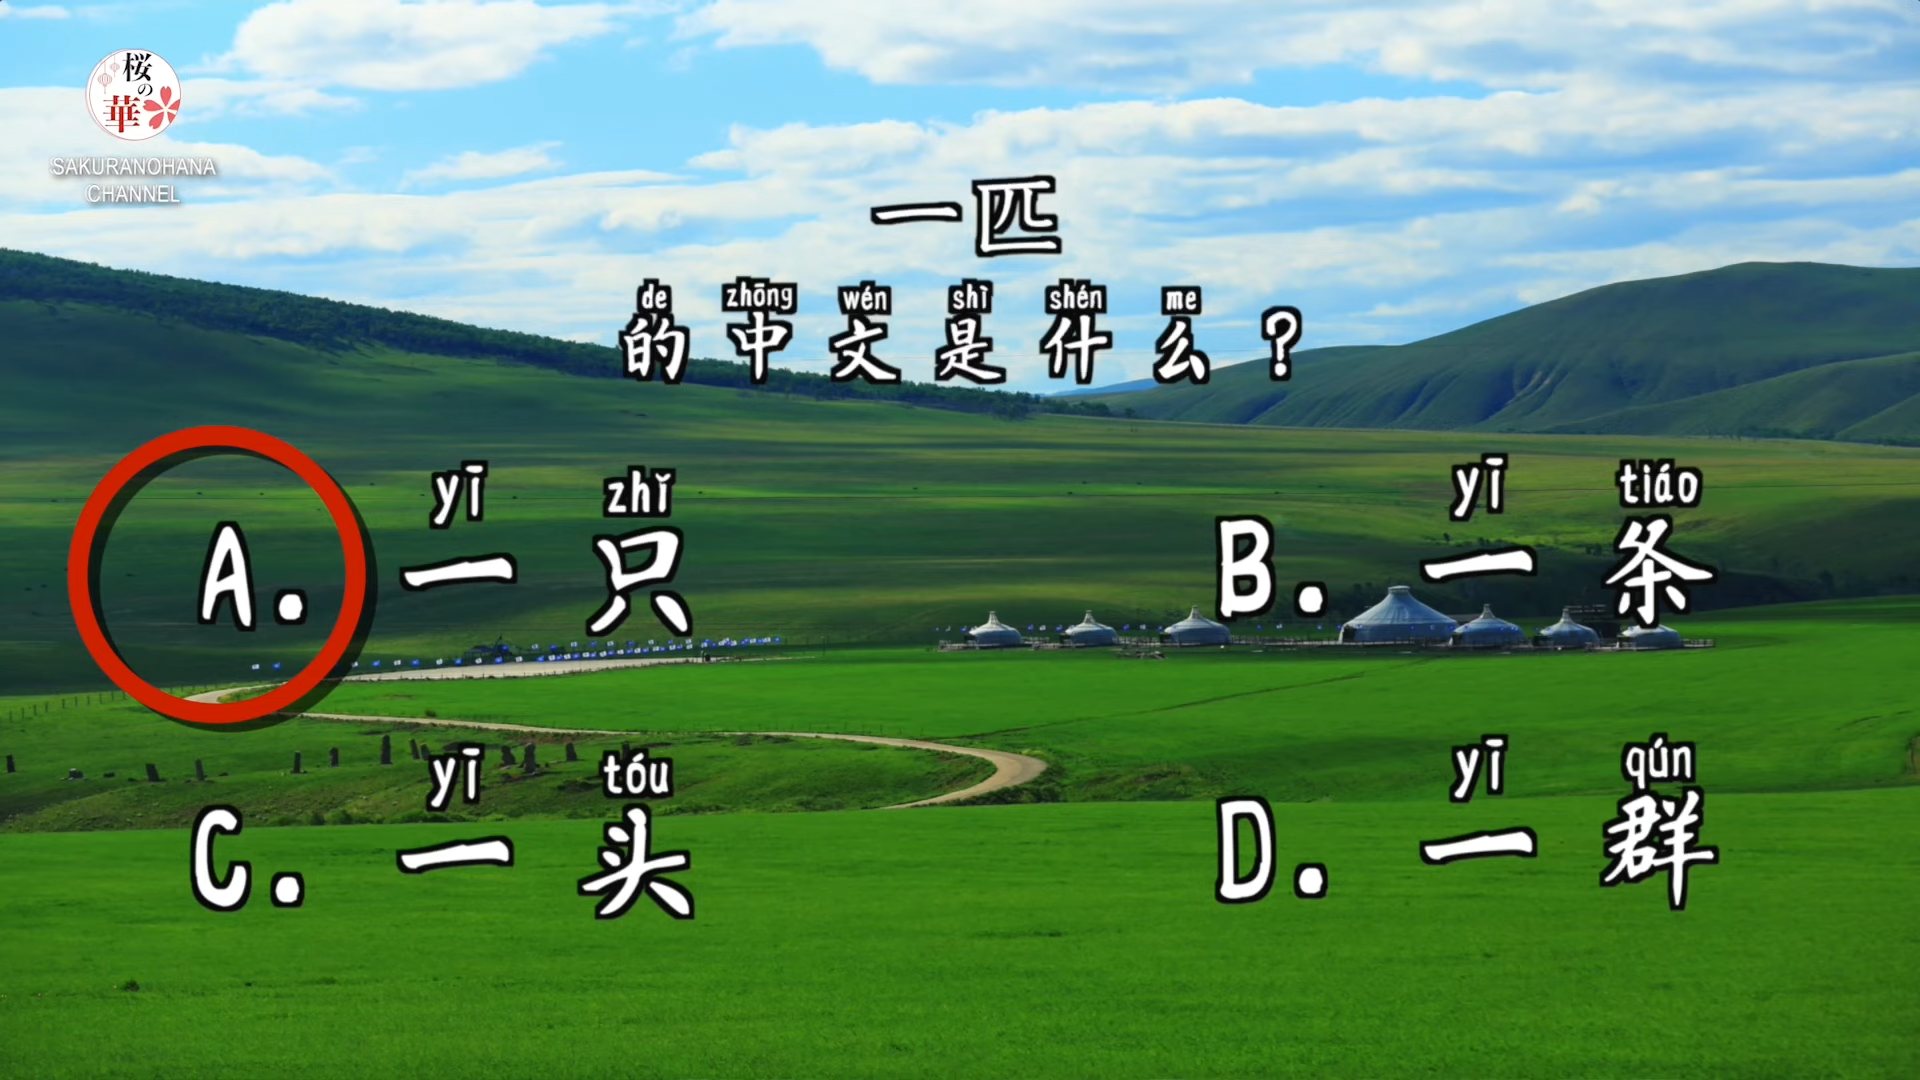 桜の華
SAKURANOHANA
CHANNEL
一匹
de zhōng wén shì shén me
的中文是什么？
yī zhǐ
A. 一只
yī tiáo
B. 一条
yī tóu
C. 一头
yī qún
D. 一群